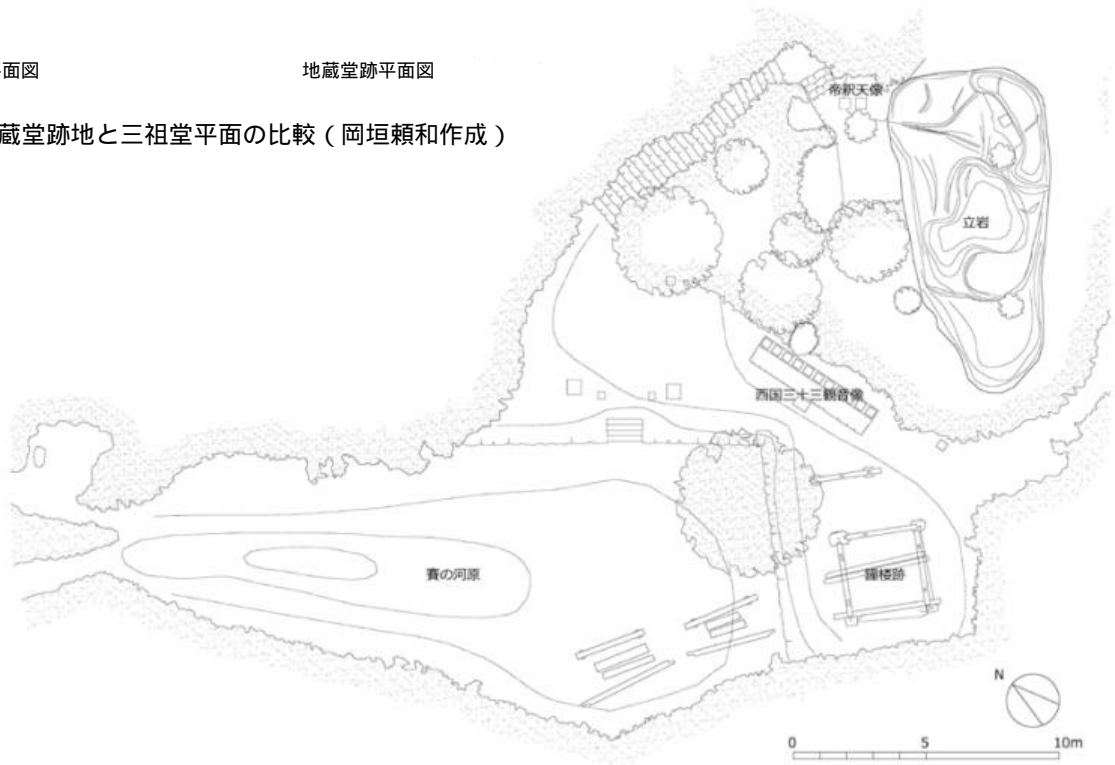 面図
地蔵堂跡平面図
蔵堂跡地と三祖堂平面の比較（岡垣頼和作成）
帝釈天像
立岩
西国三十三観音像
賽の河原
鐘楼跡
N
0 5 10m